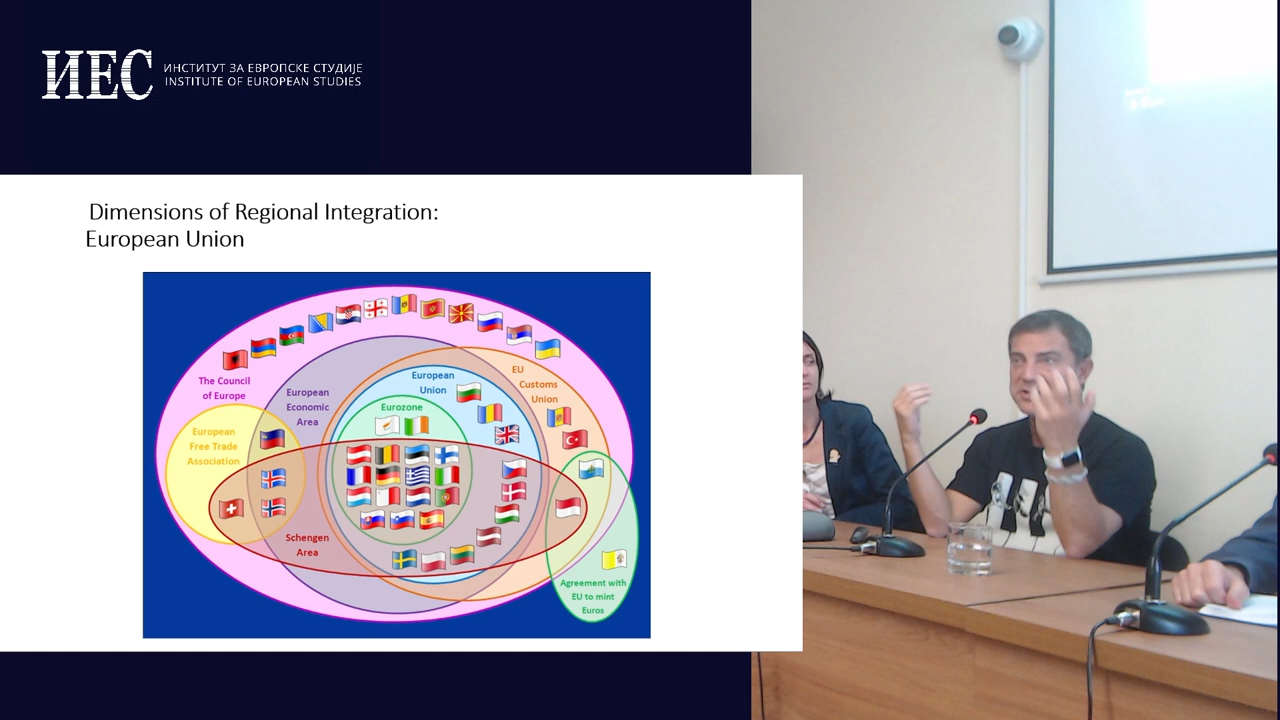 ИЕС
ИНСТИТУТ ЗА ЕВРОПСКЕ СТУДИЈЕ
INSTITUTE OF EUROPEAN STUDIES
Dimensions of Regional Integration:
European Union
The Council
of Europe
European
Economic
Area
European
Union
EU
Customs
Union
Eurozone
European
Free Trade
Association
Schengen
Area
Agreement with
EU to mint
Euros